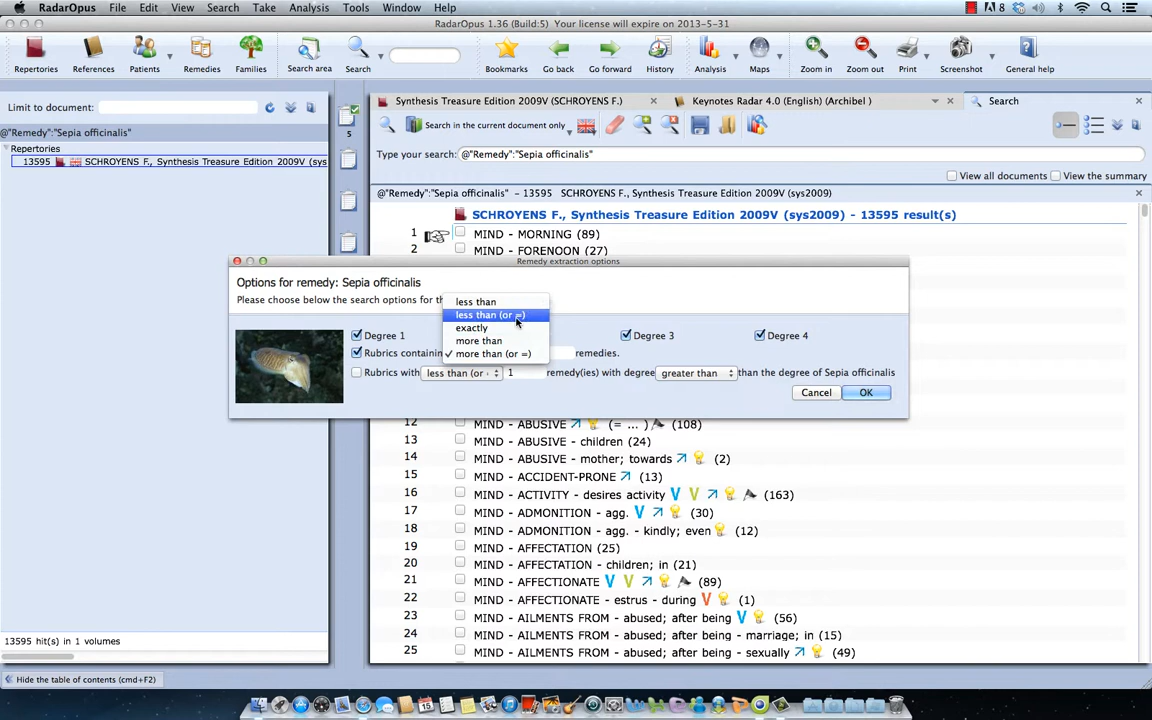 RadarOpus File Edit View Search Take Analysis Tools Window Help
8
RadarOpus 1.36 (Build:5) Your license will expire on 2013-5-31
Repertories References Patients Remedies Families Search area Search Bookmarks Go back Go forward History Analysis Maps Zoom in Zoom out Print Screenshot General help
Limit to document:
@"Remedy":"Sepia officinalis"
Repertories
13595 SCHROYENS F., Synthesis Treasure Edition 2009V (sys
13595 hit(s) in 1 volumes
Hide the table of contents (cmd+F2)
5
Synthesis Treasure Edition 2009V (SCHROYENS F.)
Keynotes Radar 4.0 (English) (Archibel )
Search
Search in the current document only
Type your search: @"Remedy":"Sepia officinalis"
View all documents View the summary
@"Remedy":"Sepia officinalis" - 13595 SCHROYENS F., Synthesis Treasure Edition 2009V (sys2009)
SCHROYENS F., Synthesis Treasure Edition 2009V (sys2009) - 13595 result(s)
1 MIND - MORNING (89)
2 MIND - FORENOON (27)
Remedy extraction options
Options for remedy: Sepia officinalis
Please choose below the search options for th
less than
less than (or =)
exactly
more than
✓ more than (or =)
Degree 1 Degree 3 Degree 4
Rubrics containin remedies.
Rubrics with less than (or 1 remedy(ies) with degree greater than than the degree of Sepia officinalis
Cancel OK
12 MIND - ABUSIVE (= ... ) (108)
13 MIND - ABUSIVE - children (24)
14 MIND - ABUSIVE - mother; towards (2)
15 MIND - ACCIDENT-PRONE (13)
16 MIND - ACTIVITY - desires activity V V (163)
17 MIND - ADMONITION - agg. V (30)
18 MIND - ADMONITION - agg. - kindly; even (12)
19 MIND - AFFECTATION (25)
20 MIND - AFFECTATION - children; in (21)
21 MIND - AFFECTIONATE V V (89)
22 MIND - AFFECTIONATE - estrus - during V (1)
23 MIND - AILMENTS FROM - abused; after being V (56)
24 MIND - AILMENTS FROM - abused; after being - marriage; in (15)
25 MIND - AILMENTS FROM - abused; after being - sexually (49)